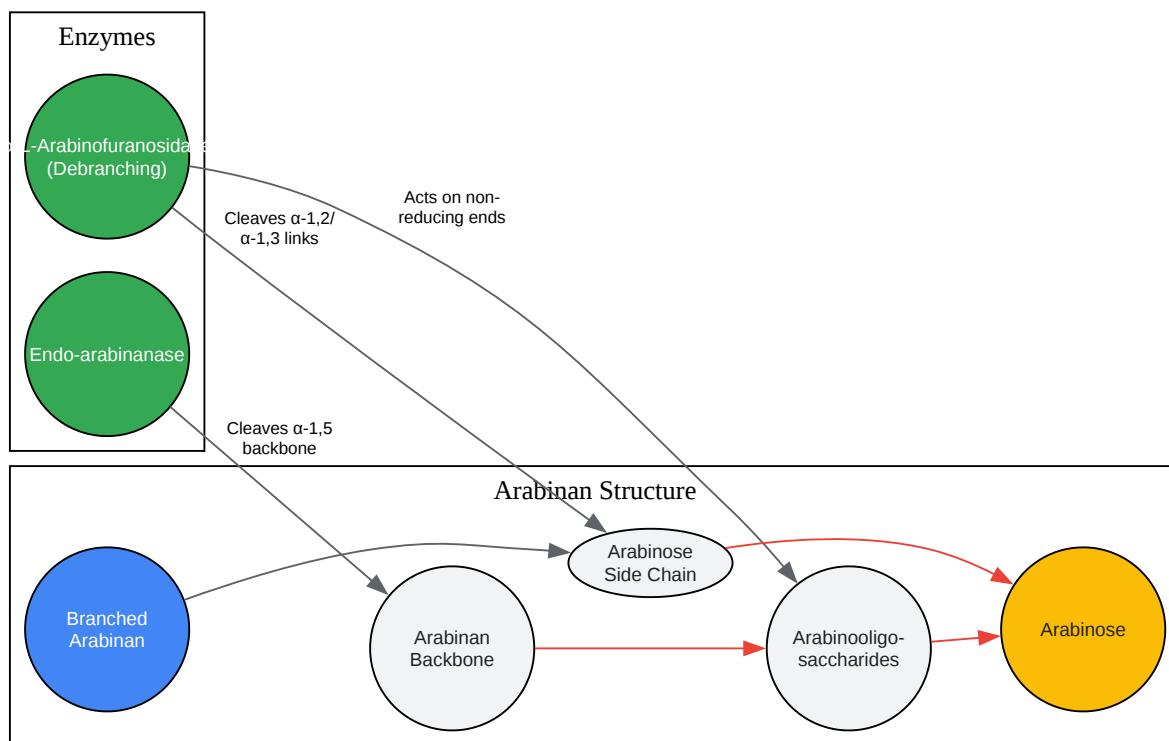 Enzymes
(Debranching)
Endo-arabinanase
Acts on non-
reducing ends
Cleaves α-1,2/
α-1,3 links
Cleaves α-1,5
backbone
Arabinan Structure
Branched
Arabinan
Arabinan
Backbone
Arabinose
Side Chain
Arabinooligo-
saccharides
Arabinose